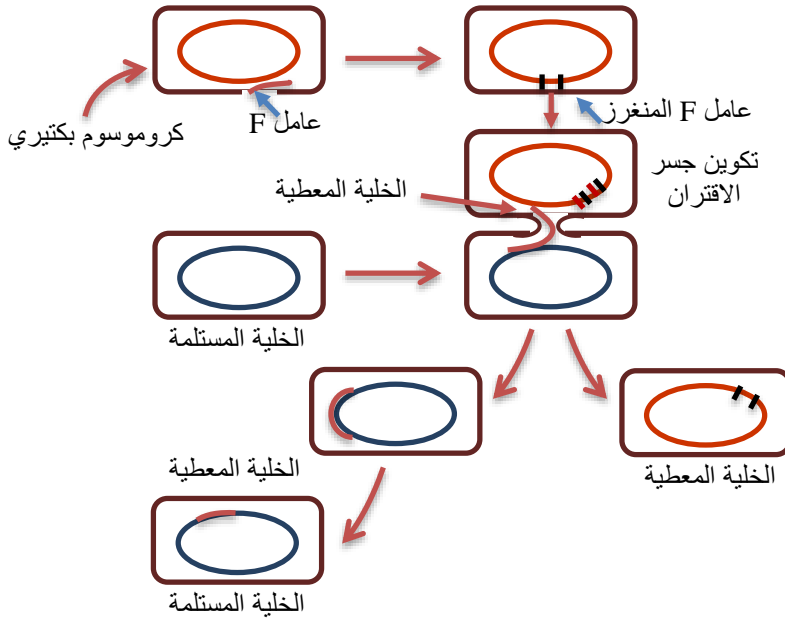 كروموسوم بكتيري
عامل F
عامل F المنغرز
تكوين جسر
الاقتران
الخلية المعطية
الخلية المستلمة
الخلية المعطية
الخلية المعطية
الخلية المستلمة